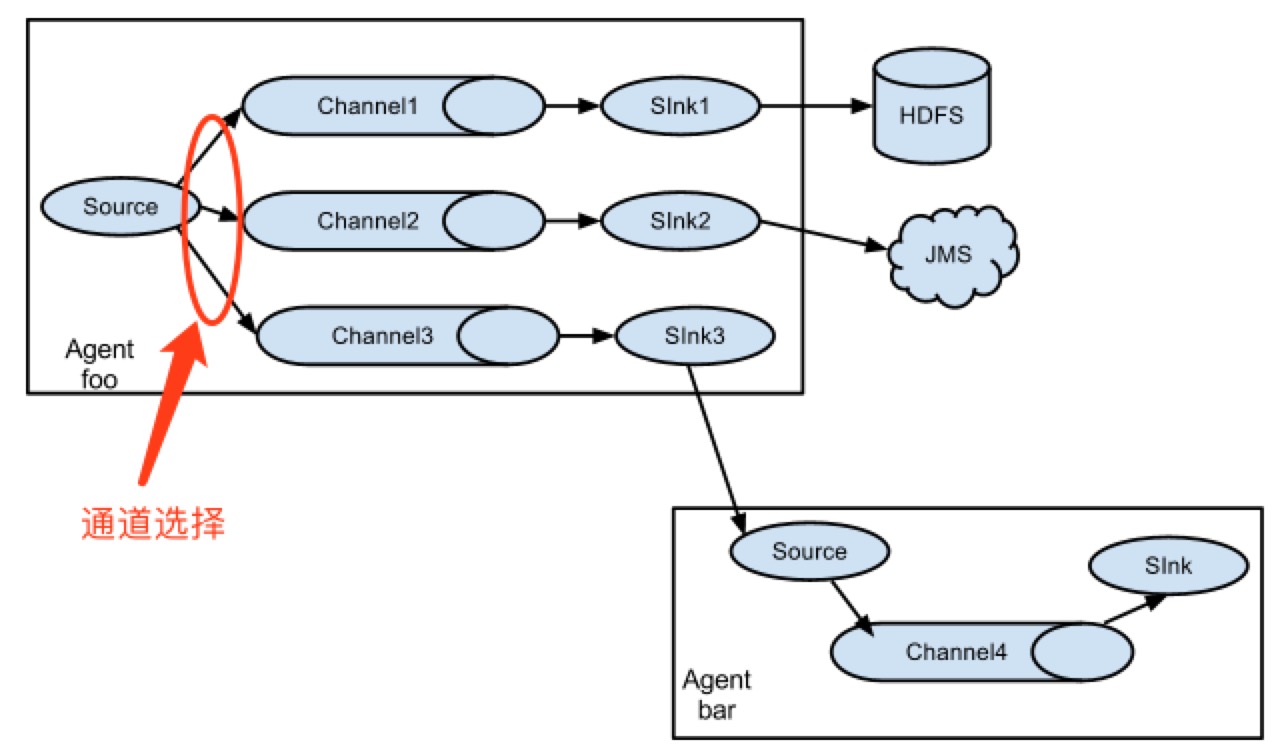 Channel1
SInk1
HDFS
Source
Channel2
SInk2
JMS
Channel3
SInk3
Agent
foo
通道选择
Source
SInk
Channel4
Agent
bar